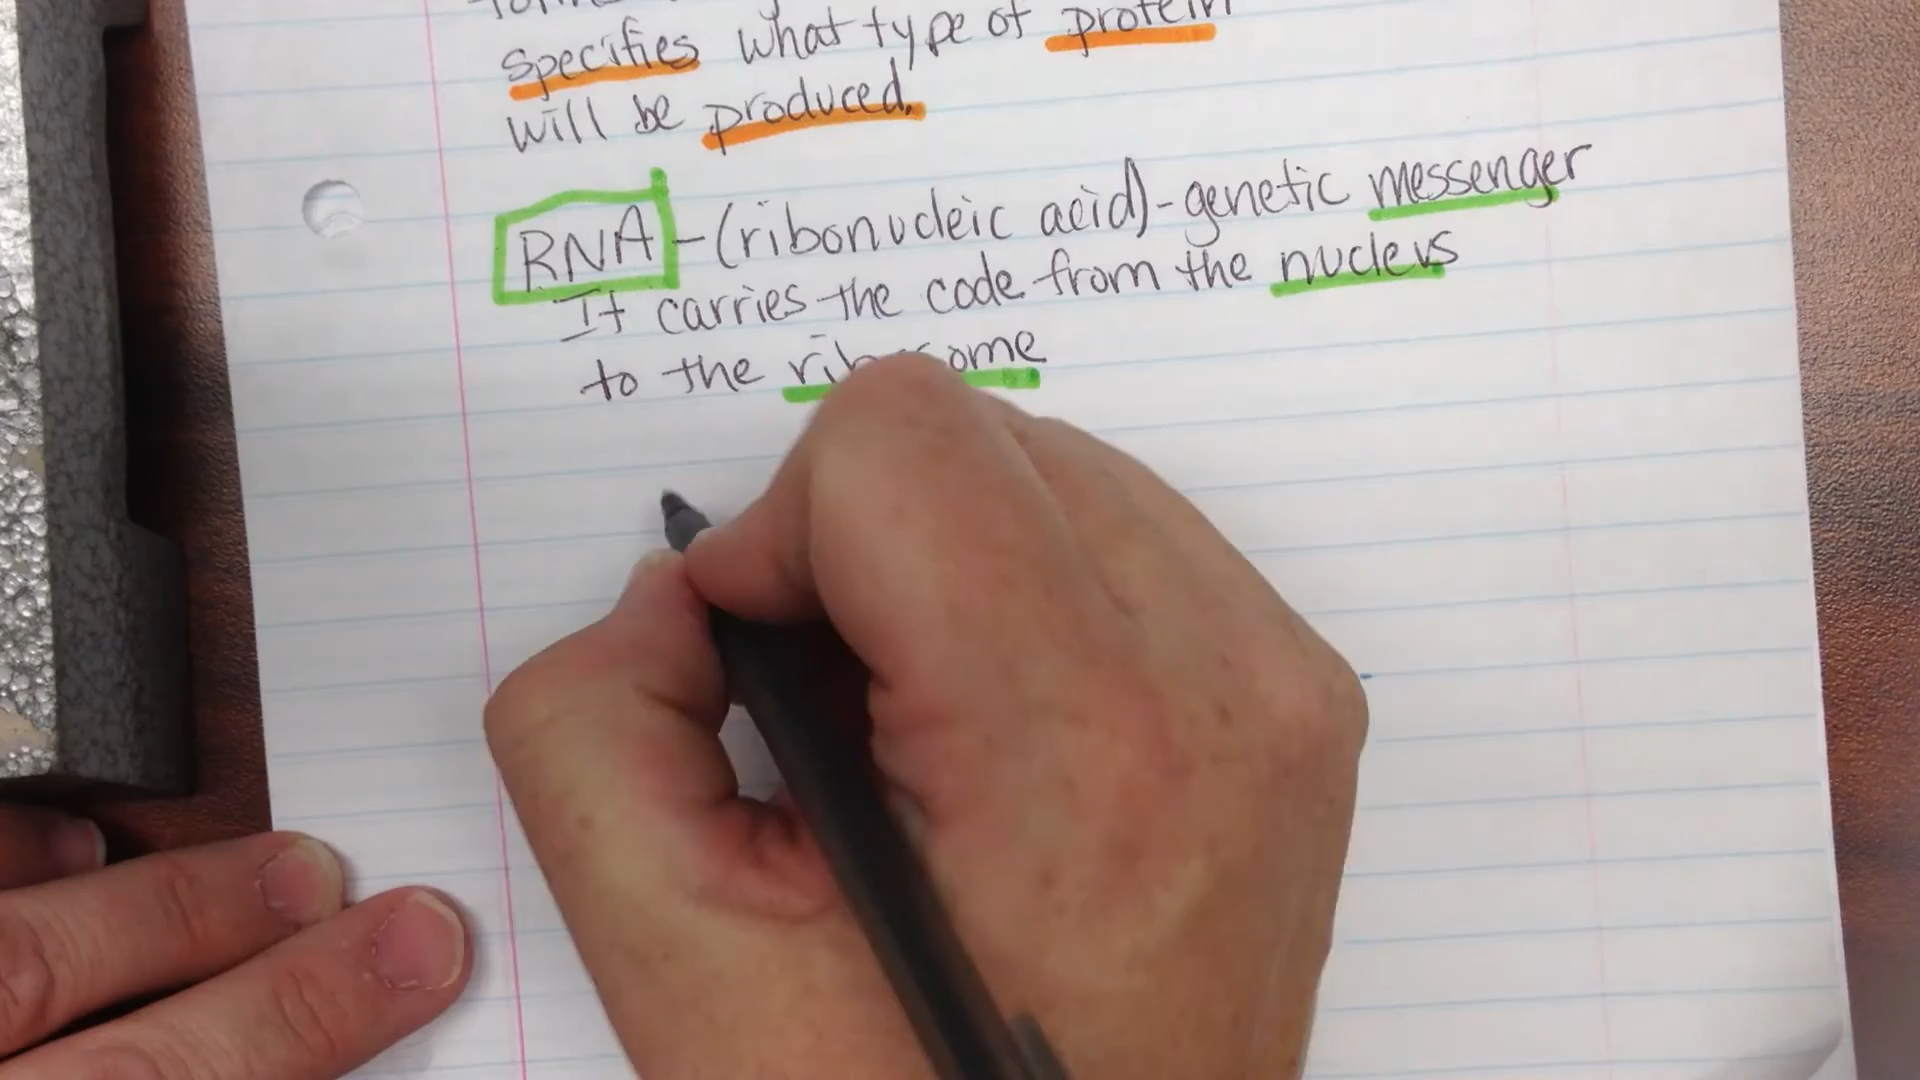 specifies what type of protein
will be produced.
RNA - (ribonucleic acid) - genetic messenger
It carries the code from the nucleus
to the ribosome